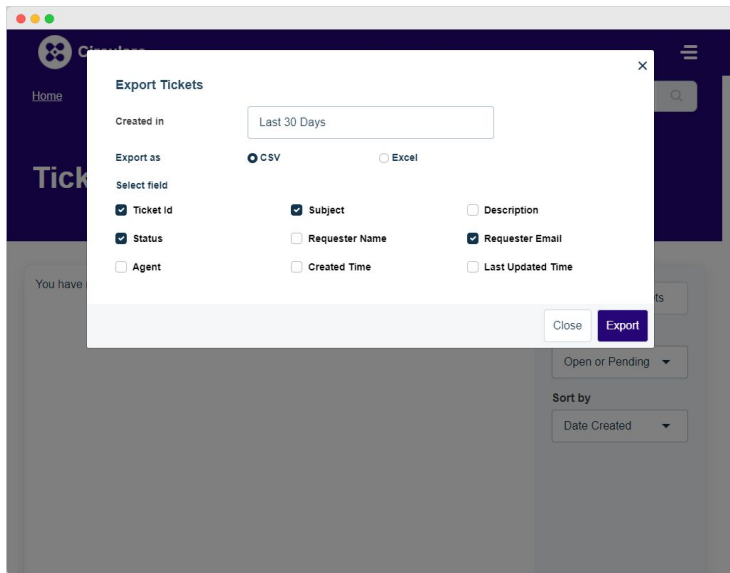 Home
Tick
Export Tickets
Created in
Last 30 Days
Export as
CSV
Excel
Select field
Ticket Id
Subject
Description
Status
Requester Name
Requester Email
Agent
Created Time
Last Updated Time
You have
ts
Close
Export
Open or Pending
Sort by
Date Created